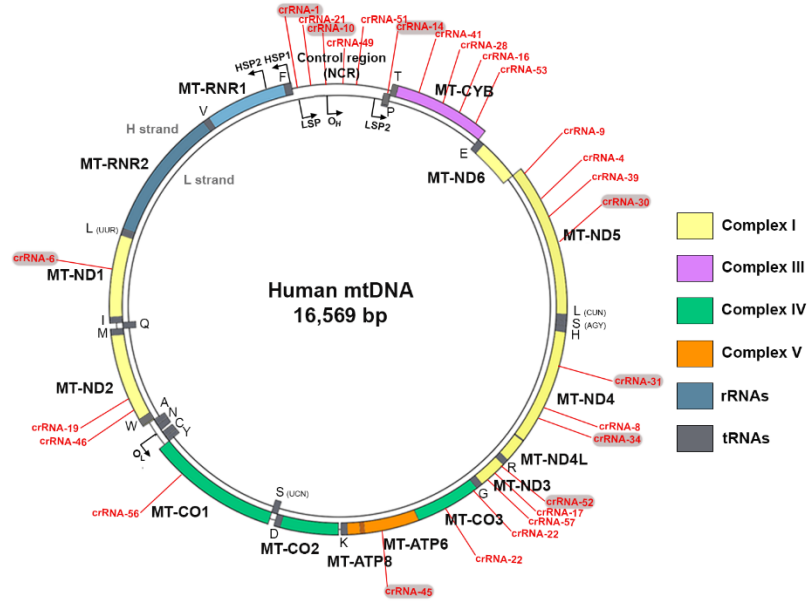 crRNA-1
crRNA-21
crRNA-10
crRNA-51
crRNA-14
crRNA-49
crRNA-41
crRNA-28
crRNA-16
crRNA-53
Control region
(NCR)
HSP2
HSP1
F
T
P
MT-RNR1
MT-CYB
LSP
OH
LSP2
V
H strand
L strand
MT-RNR2
E
MT-ND6
crRNA-9
crRNA-4
crRNA-39
crRNA-30
MT-ND5
L (UUR)
crRNA-6
MT-ND1
Human mtDNA
16,569 bp
I
M
Q
L (CUN)
S (AGY)
H
MT-ND2
MT-ND4
crRNA-31
crRNA-19
crRNA-46
crRNA-8
crRNA-34
W
A
N
C
Y
OL
MT-ND4L
R
MT-ND3
G
crRNA-52
crRNA-17
crRNA-57
crRNA-22
crRNA-56
MT-CO1
S (UCN)
D
MT-CO2
K
MT-ATP8
MT-ATP6
MT-CO3
crRNA-22
crRNA-45
Complex I
Complex III
Complex IV
Complex V
rRNAs
tRNAs